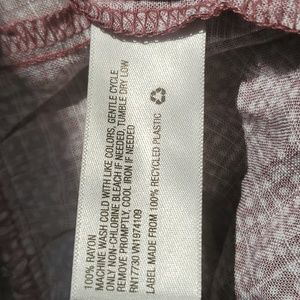 100% RAYON
MACHINE WASH COLD WITH LIKE COLORS, GENTLE CYCLE
ONLY NON-CHLORINE BLEACH IF NEEDED, TUMBLE DRY LOW
REMOVE PROMPTLY, COOL IRON IF NEEDED
RN17730 VN1974109
LABEL MADE FROM 100% RECYCLED PLASTIC